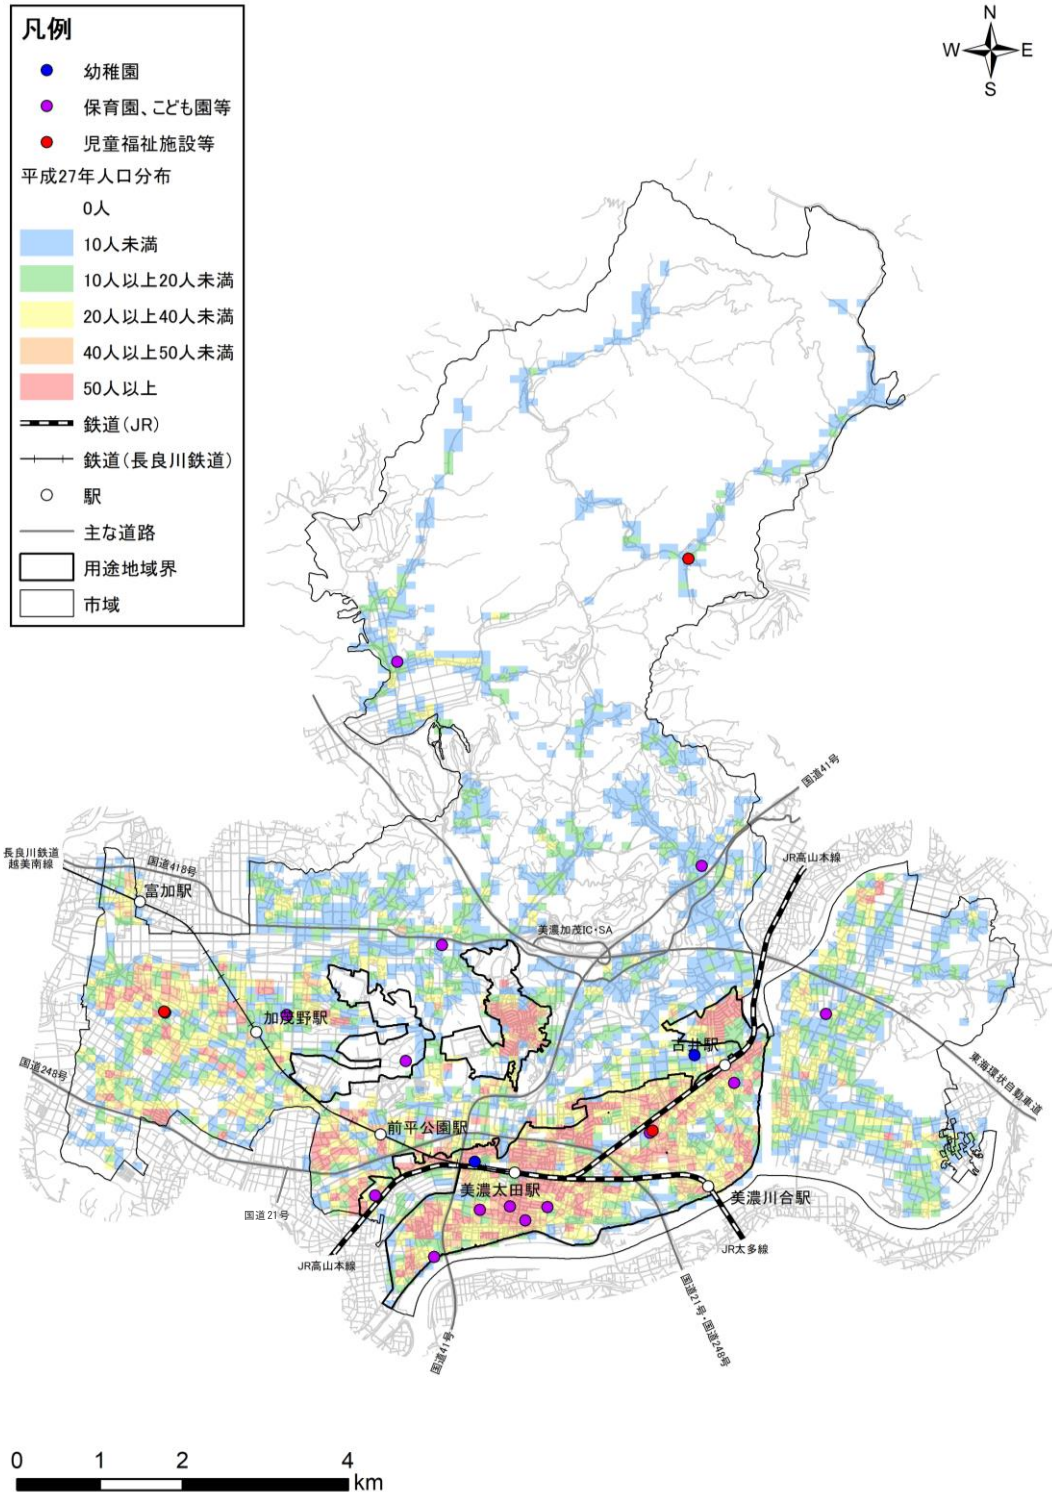 凡例
幼稚園
保育園、こども園等
児童福祉施設等
平成27年人口分布
0人
10人未満
10人以上20人未満
20人以上40人未満
40人以上50人未満
50人以上
鉄道(JR)
鉄道(長良川鉄道)
駅
主な道路
用途地域界
市域
N
W
E
S
国道41号
長良川鉄道
越美南線
国道418号
JR高山本線
富加駅
美濃加茂IC・SA
加茂野駅
古井駅
国道248号
東海環状自動車道
前平公園駅
美濃太田駅
美濃川合駅
国道21号
JR高山本線
JR太多線
国道41号
国道21号・国道248号
0
1
2
4
km